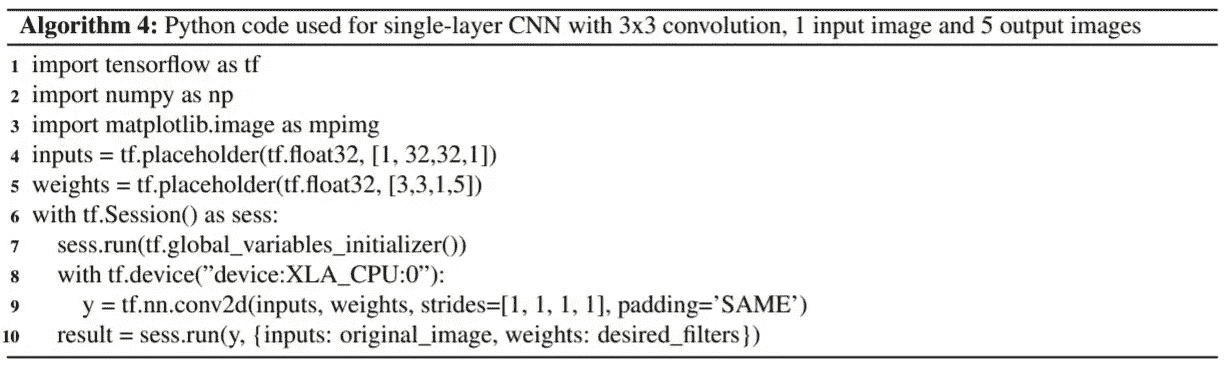 Algorithm 4: Python code used for single-layer CNN with 3x3 convolution, 1 input image and 5 output images
1 import tensorflow as tf
2 import numpy as np
3 import matplotlib.image as mpimg
4 inputs = tf.placeholder(tf.float32, [1, 32,32,1])
5 weights = tf.placeholder(tf.float32, [3,3,1,5])
6 with tf.Session() as sess:
7 sess.run(tf.global_variables_initializer())
8 with tf.device(”device:XLA_CPU:0”):
9 y = tf.nn.conv2d(inputs, weights, strides=[1, 1, 1, 1], padding=’SAME’)
10 result = sess.run(y, {inputs: original_image, weights: desired_filters})